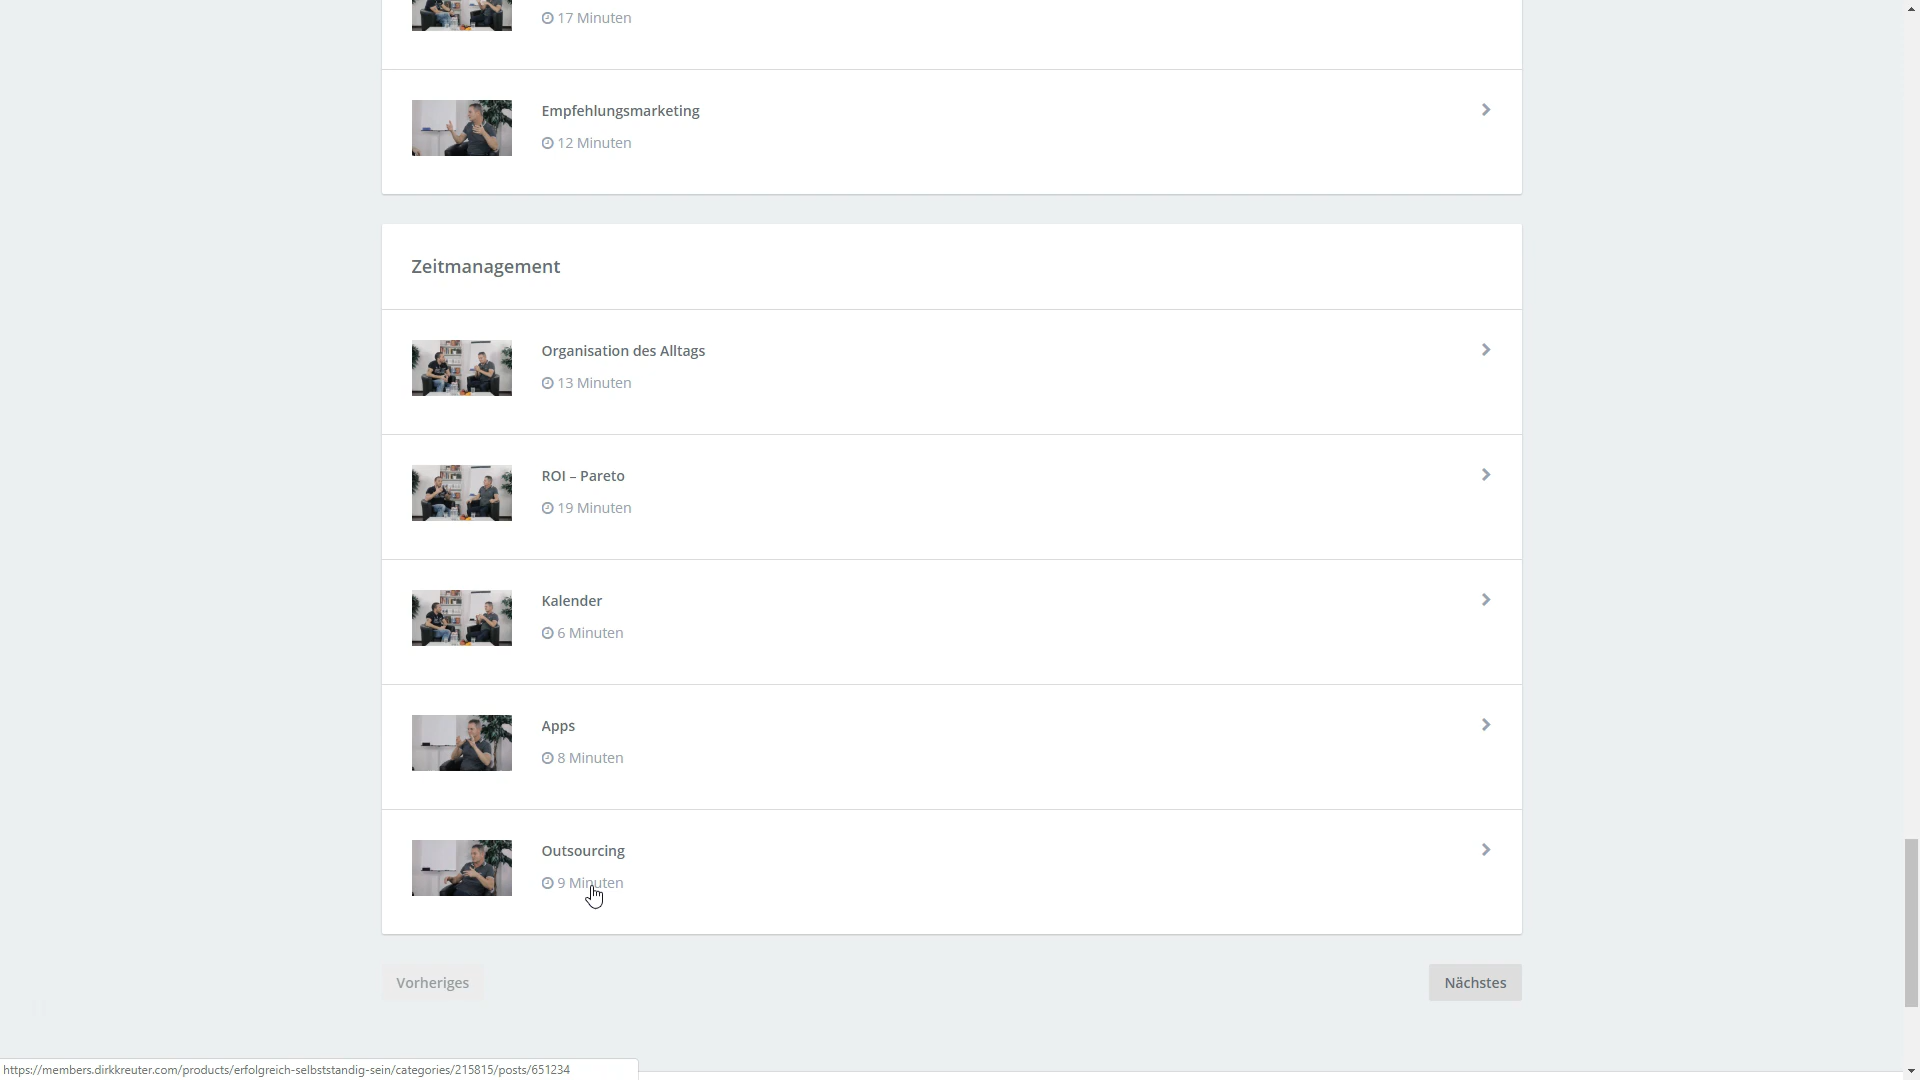 17 Minuten
Empfehlungsmarketing
12 Minuten
Zeitmanagement
Organisation des Alltags
13 Minuten
ROI – Pareto
19 Minuten
Kalender
6 Minuten
Apps
8 Minuten
Outsourcing
9 Minuten
Vorheriges
Nächstes
https://members.dirkkreuter.com/products/erfolgreich-selbststandig-sein/categories/215815/posts/651234